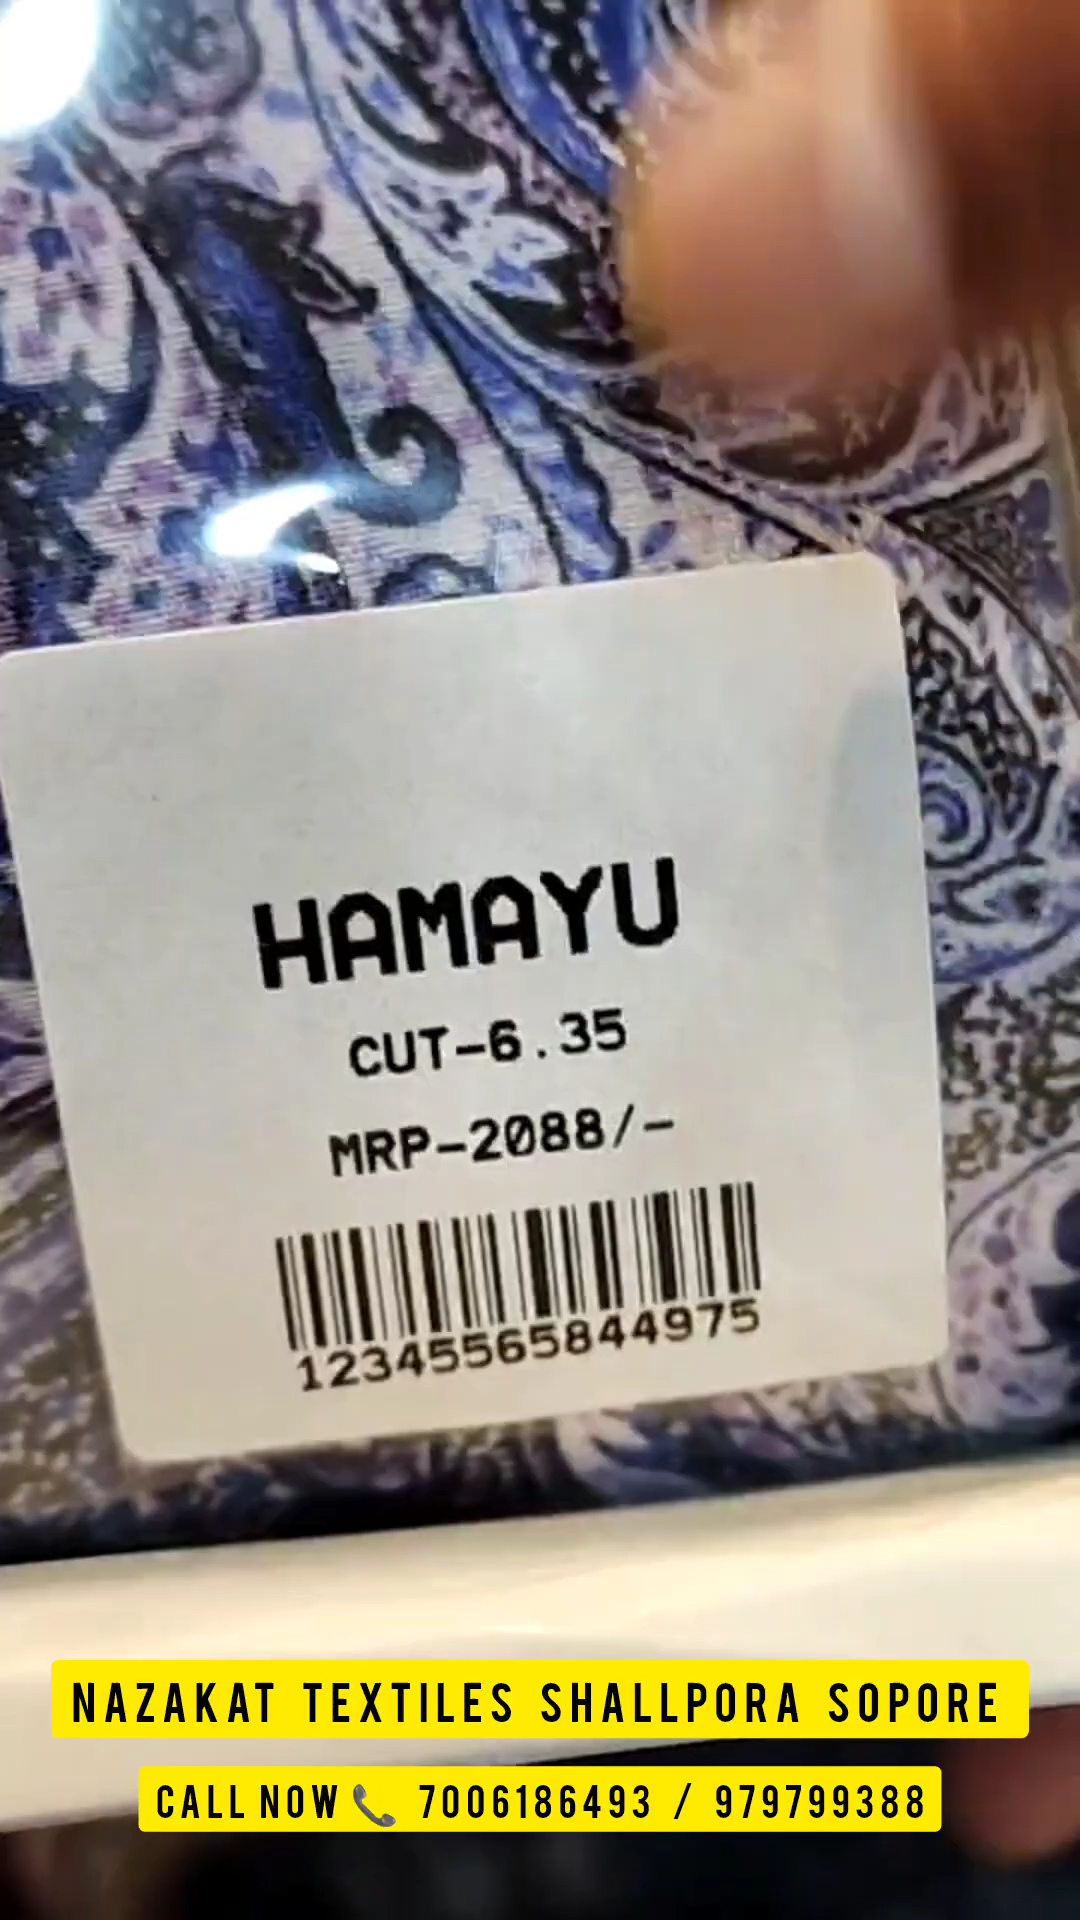 HAMAYU
CUT-6.35
MRP-2088/-
12345565844975
NAZAKAT TEXTILES SHALLPORA SOPORE
CALL NOW📞 7006186493 / 979799388